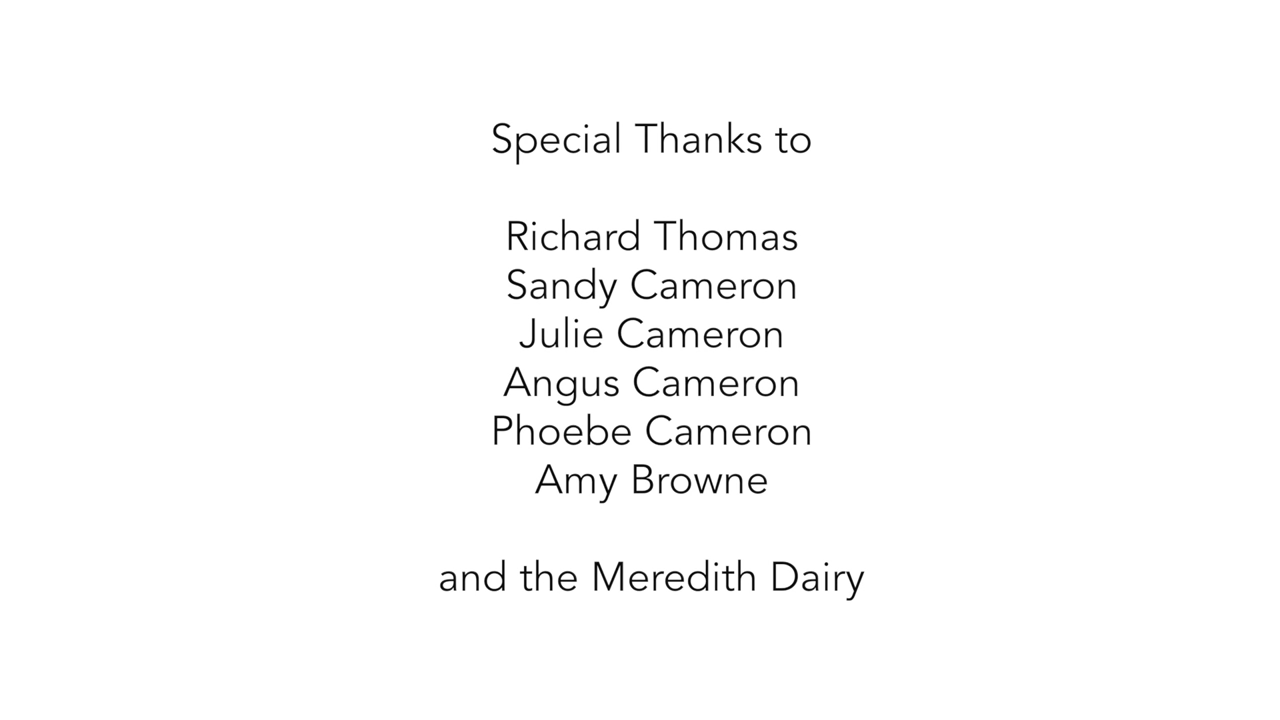 Special Thanks to
Richard Thomas
Sandy Cameron
Julie Cameron
Angus Cameron
Phoebe Cameron
Amy Browne
and the Meredith Dairy